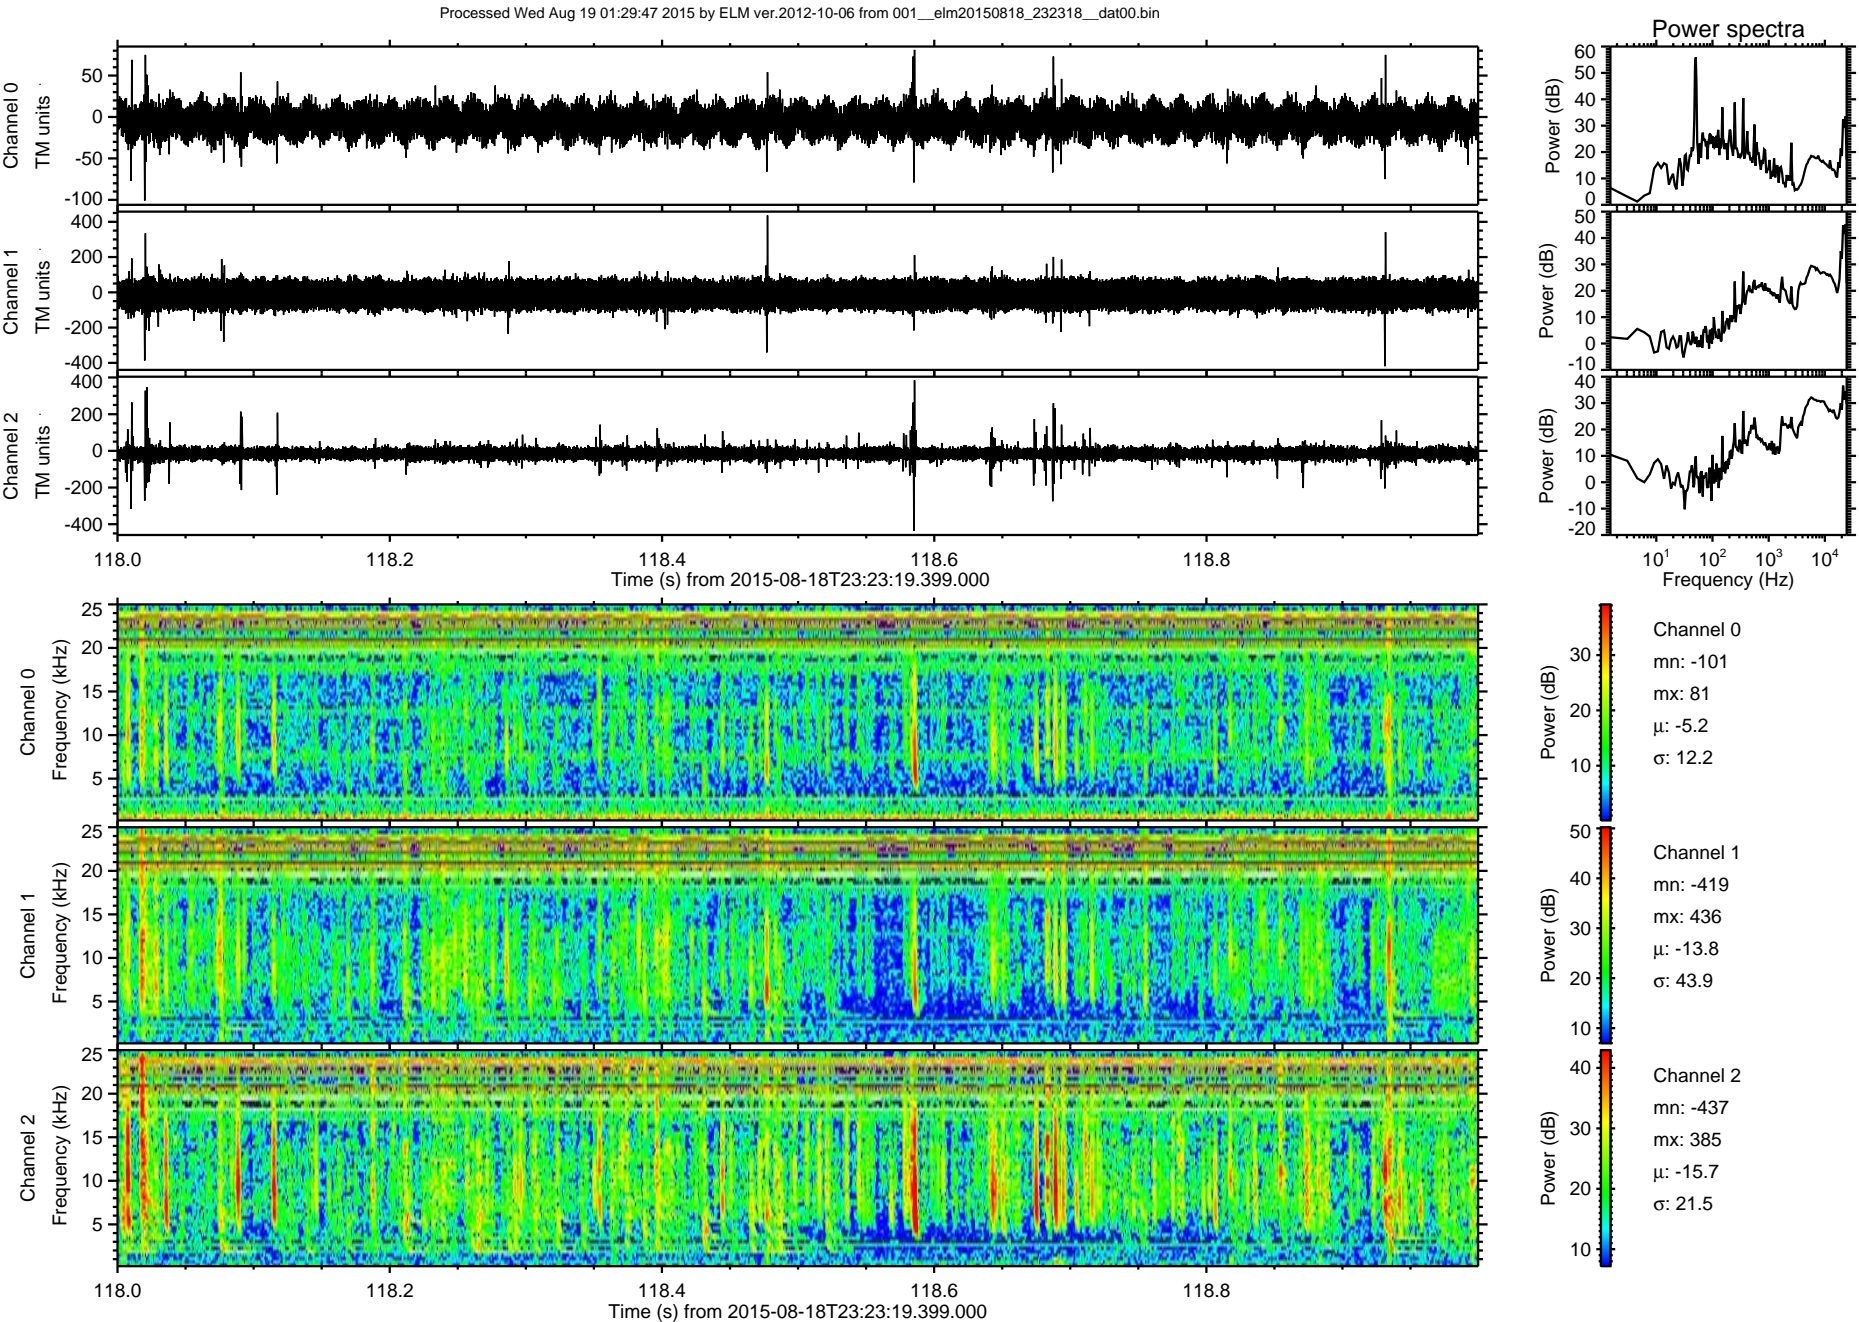 Processed Wed Aug 19 01:29:47 2015 by ELM ver.2012-10-06 from 001__elm20150818_232318__dat00.bin
Power spectra
Channel 0
TM units
50
0
-50
-100
Power (dB)
60
50
40
30
20
10
0
Channel 1
TM units
400
200
0
-200
-400
Power (dB)
50
40
30
20
10
0
-10
Channel 2
TM units
400
200
0
-200
-400
Power (dB)
40
30
20
10
0
-10
-20
118.0 118.2 118.4 118.6 118.8
Time (s) from 2015-08-18T23:23:19.399.000
10^1 10^2 10^3 10^4
Frequency (Hz)
Channel 0
Frequency (kHz)
25
20
15
10
5
Power (dB)
30
20
10
Channel 0
mn: -101
mx: 81
μ: -5.2
σ: 12.2
Channel 1
Frequency (kHz)
25
20
15
10
5
Power (dB)
50
40
30
20
10
Channel 1
mn: -419
mx: 436
μ: -13.8
σ: 43.9
Channel 2
Frequency (kHz)
25
20
15
10
5
Power (dB)
40
30
20
10
Channel 2
mn: -437
mx: 385
μ: -15.7
σ: 21.5
118.0 118.2 118.4 118.6 118.8
Time (s) from 2015-08-18T23:23:19.399.000